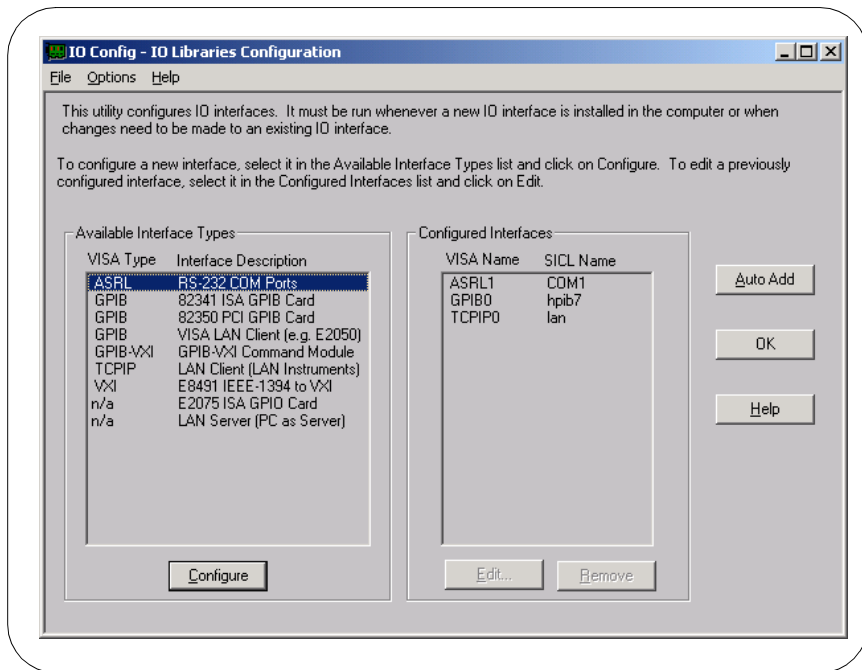 IO Config - IO Libraries Configuration
File Options Help
This utility configures IO interfaces. It must be run whenever a new IO interface is installed in the computer or when
changes need to be made to an existing IO interface.
To configure a new interface, select it in the Available Interface Types list and click on Configure. To edit a previously
configured interface, select it in the Configured Interfaces list and click on Edit.
Available Interface Types
VISA Type Interface Description
ASRL RS-232 COM Ports
GPIB 82341 ISA GPIB Card
GPIB 82350 PCI GPIB Card
GPIB VISA LAN Client (e.g. E2050)
GPIB-VXI GPIB-VXI Command Module
TCPIP LAN Client (LAN Instruments)
VXI E8491 IEEE-1394 to VXI
n/a E2075 ISA GPIO Card
n/a LAN Server (PC as Server)
Configure
Configured Interfaces
VISA Name SICL Name
ASRL1 COM1
GPIB0 hpib7
TCPIP0 lan
Edit... Remove
Auto Add
OK
Help